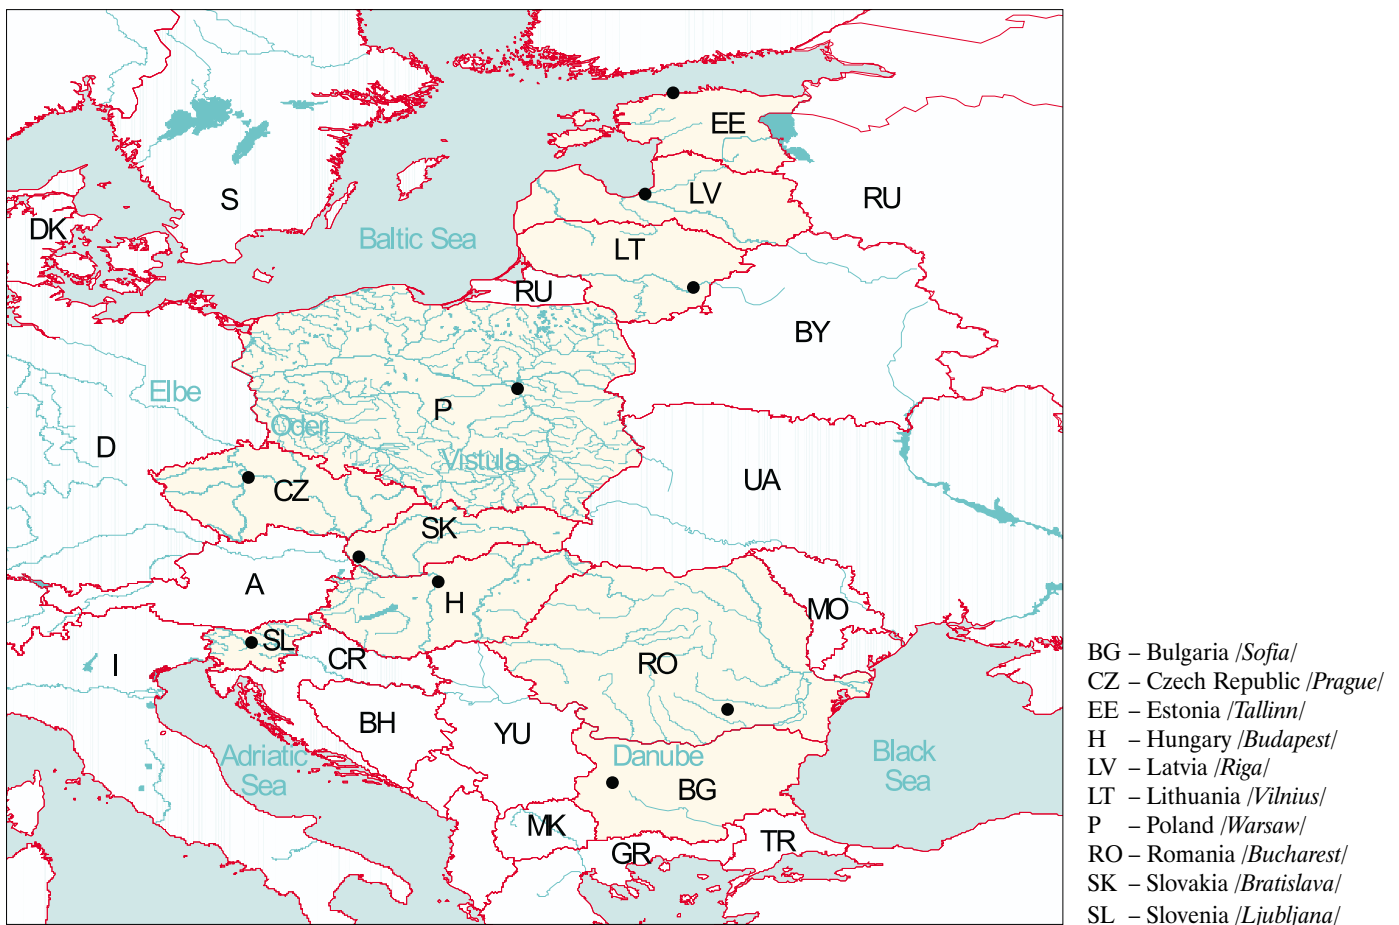 EE
S
LV
RU
DK
Baltic Sea
LT
RU
BY
Elbe
P
Oder
D
Vistula
UA
CZ
SK
A
H
MO
SL
CR
I
RO
BH
YU
Adriatic
Sea
Danube
Black
Sea
BG
MK
GR
TR
BG – Bulgaria /Sofia/
CZ – Czech Republic /Prague/
EE – Estonia /Tallinn/
H – Hungary /Budapest/
LV – Latvia /Riga/
LT – Lithuania /Vilnius/
P – Poland /Warsaw/
RO – Romania /Bucharest/
SK – Slovakia /Bratislava/
SL – Slovenia /Ljubljana/